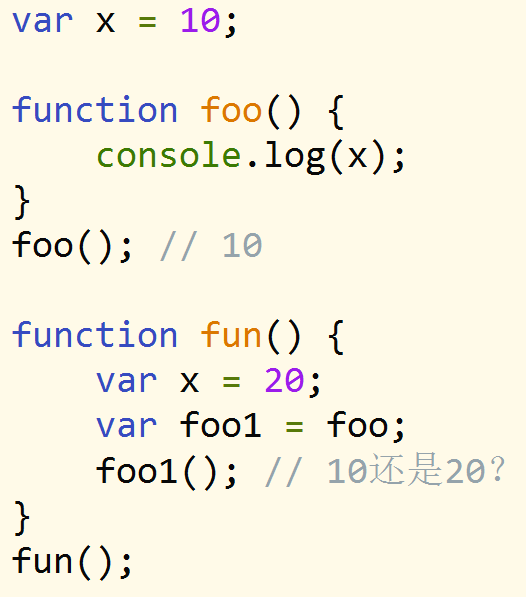 var x = 10;
function foo() {
    console.log(x);
}
foo(); // 10
function fun() {
    var x = 20;
    var foo1 = foo;
    foo1(); // 10还是20?
}
fun();